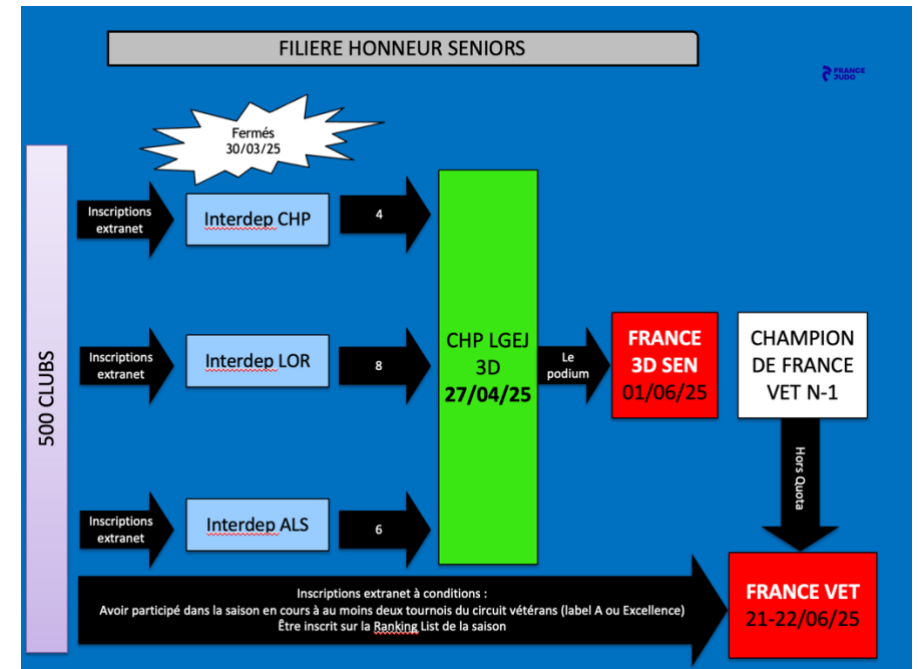 FILIERE HONNEUR SENIORS
FRANCE
JUDO
Fermés
30/03/25
500 CLUBS
Inscriptions
extranet
Interdep CHP
4
Inscriptions
extranet
Interdep LOR
8
Inscriptions
extranet
Interdep ALS
6
CHP LGEJ
3D
27/04/25
Le
podium
FRANCE
3D SEN
01/06/25
CHAMPION
DE FRANCE
VET N-1
Hors Quota
Inscriptions extranet à conditions :
Avoir participé dans la saison en cours à au moins deux tournois du circuit vétérans (label A ou Excellence)
Être inscrit sur la Ranking List de la saison
FRANCE VET
21-22/06/25